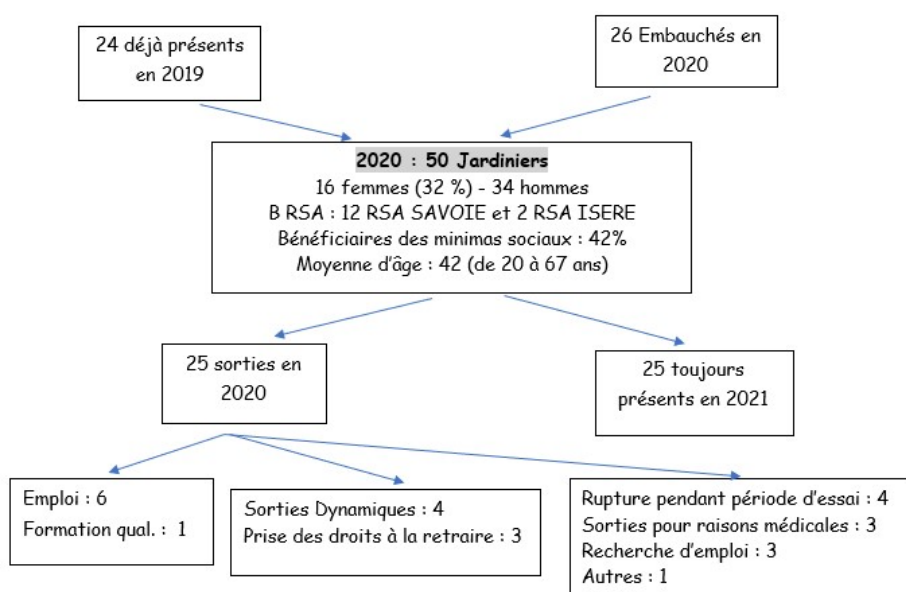 24 déjà présents
en 2019
26 Embauchés en
2020
2020 : 50 Jardiniers
16 femmes (32 %) - 34 hommes
B RSA : 12 RSA SAVOIE et 2 RSA ISERE
Bénéficiaires des minimas sociaux : 42%
Moyenne d'âge : 42 (de 20 à 67 ans)
25 sorties en
2020
25 toujours
présents en 2021
Emploi : 6
Formation qual. : 1
Sorties Dynamiques : 4
Prise des droits à la retraire : 3
Rupture pendant période d'essai : 4
Sorties pour raisons médicales : 3
Recherche d'emploi : 3
Autres : 1